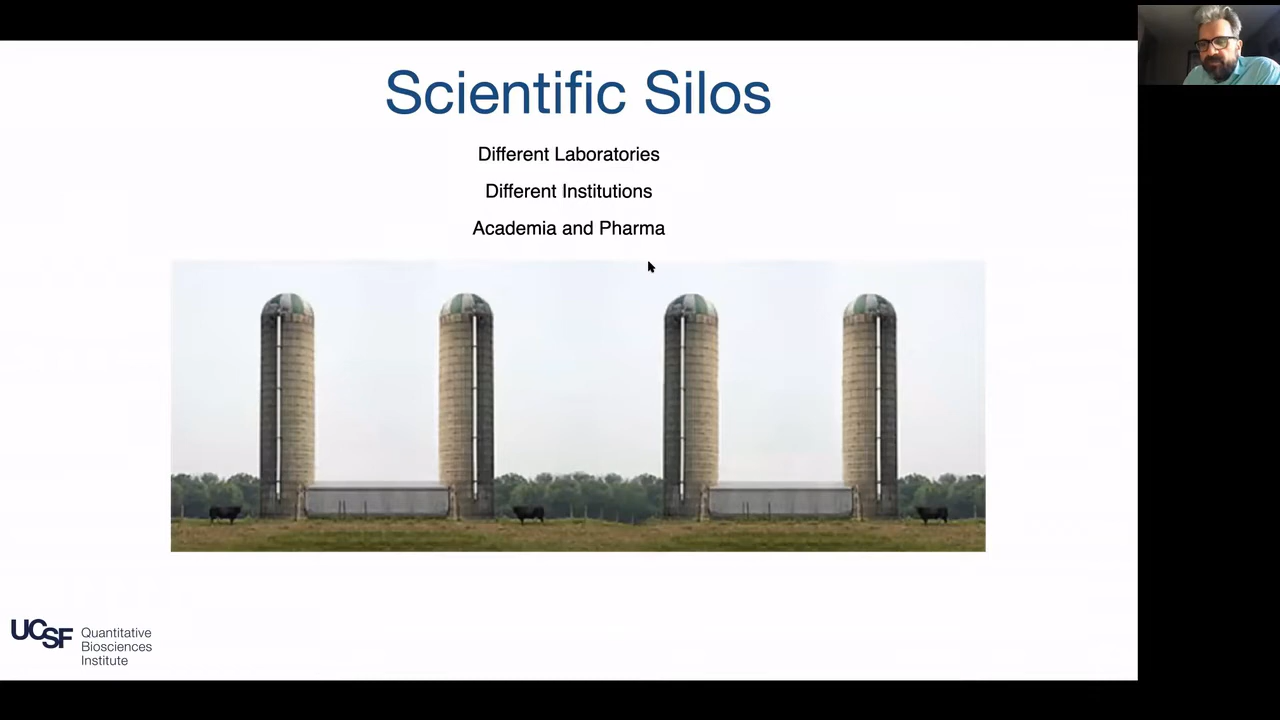 Scientific Silos
Different Laboratories
Different Institutions
Academia and Pharma
UCSF
Quantitative
Biosciences
Institute